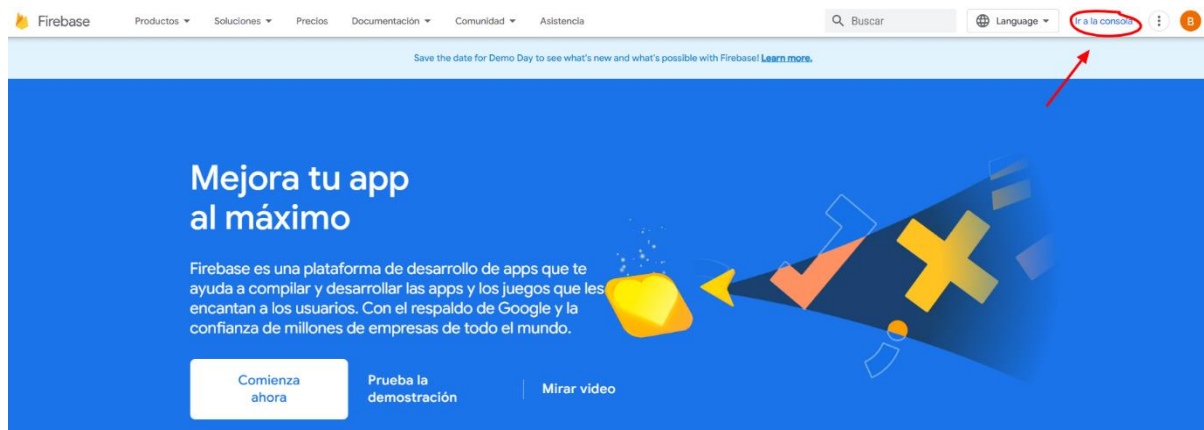 Firebase Productos Soluciones Precios Documentación Comunidad Asistencia Buscar Language Ir a la consola B
Save the date for Demo Day to see what's new and what's possible with Firebase! Learn more.
Mejora tu app
al máximo
Firebase es una plataforma de desarrollo de apps que te
ayuda a compilar y desarrollar las apps y los juegos que les
encantan a los usuarios. Con el respaldo de Google y la
confianza de millones de empresas de todo el mundo.
Comienza
ahora
Prueba la
demostración
Mirar video